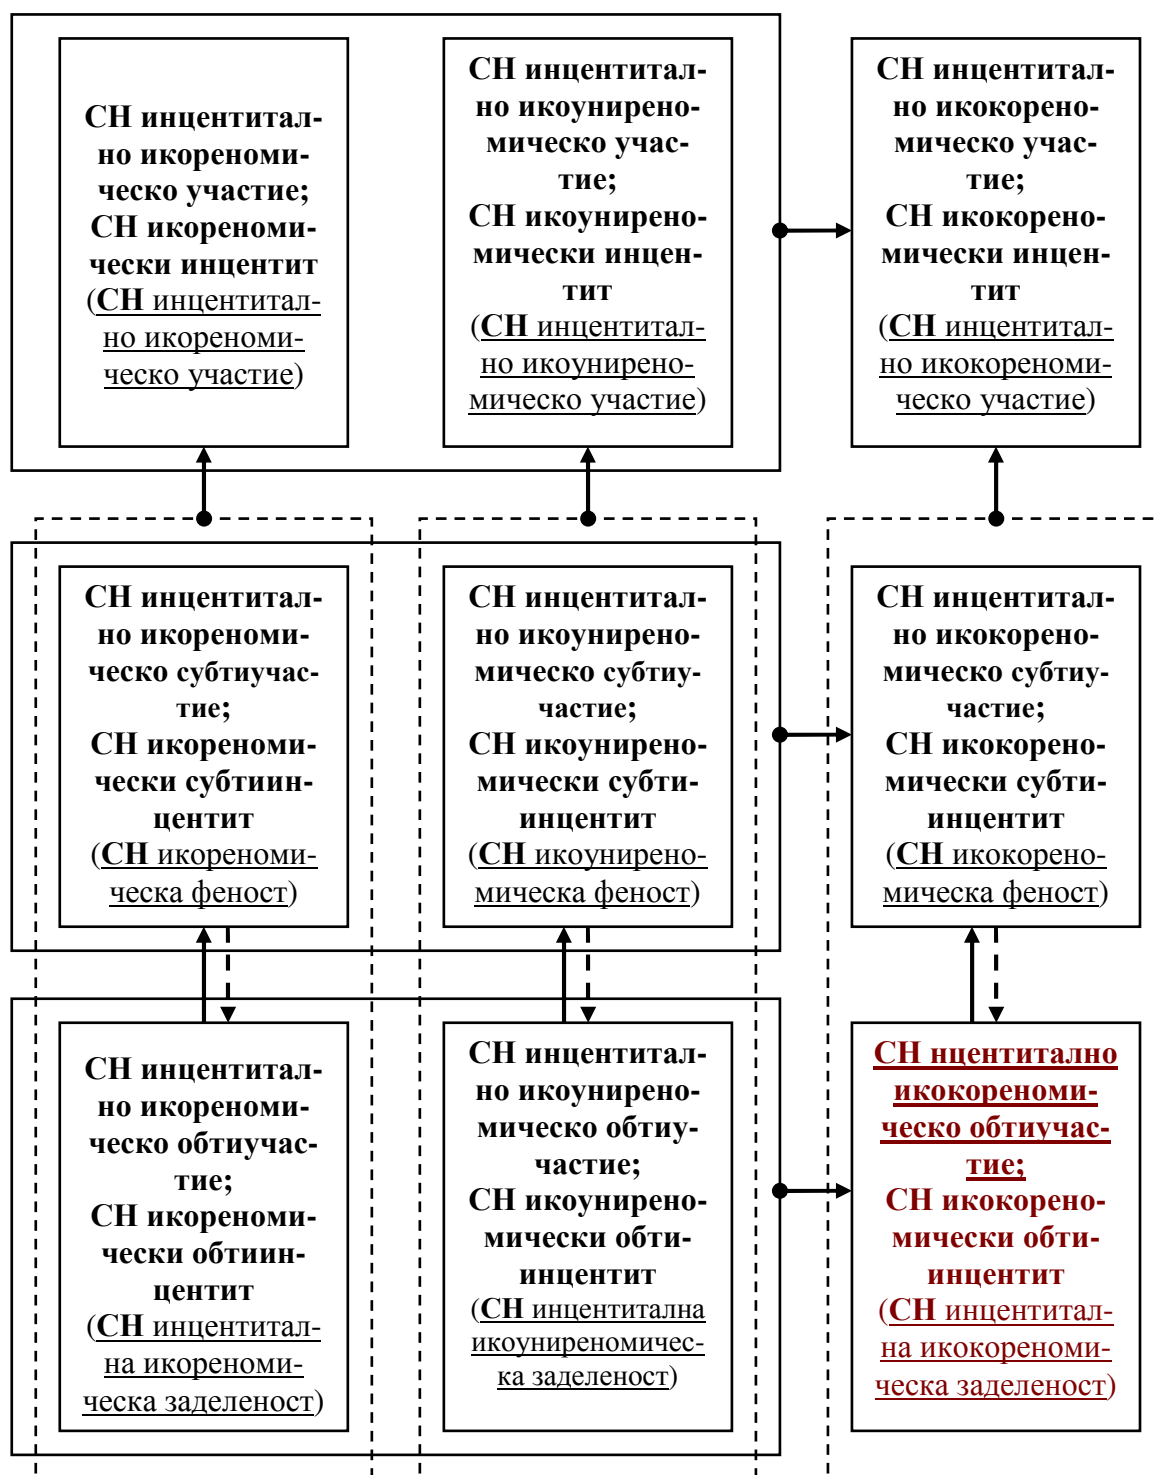 СН инцентитал-
но икореноми-
ческо участие;
СН икореноми-
чески инцентит
(СН инцентитал-
но икореноми-
ческо участие)
СН инцентитал-
но икоунирено-
мическо учас-
тие;
СН икоунирено-
мически инцен-
тит
(СН инцентитал-
но икоунирено-
мическо участие)
СН инцентитал-
но икокорено-
мическо учас-
тие;
СН икокорено-
мически инцен-
тит
(СН инцентитал-
но икокореноми-
ческо участие)
СН инцентитал-
но икореноми-
ческо субтиучас-
тие;
СН икореноми-
чески субтиин-
центит
(СН икореноми-
ческа феност)
СН инцентитал-
но икоунирено-
мическо субтиу-
частие;
СН икоунирено-
мически субти-
инцентит
(СН икоунирено-
мическа феност)
СН инцентитал-
но икокорено-
мическо субтиу-
частие;
СН икокорено-
мически субти-
инцентит
(СН икокорено-
мическа феност)
СН инцентитал-
но икореноми-
ческо обтиучас-
тие;
СН икореноми-
чески обтиин-
центит
(СН инцентитал-
на икореноми-
ческа заделеност)
СН инцентитал-
но икоунирено-
мическо обтиу-
частие;
СН икоунирено-
мически обти-
инцентит
(СН инцентитална
икоуниреномичес-
ка заделеност)
СН нцентитално
икокореноми-
ческо обтиучас-
тие;
СН икокорено-
мически обти-
инцентит
(СН инцентитал-
на икокореноми-
ческа заделеност)